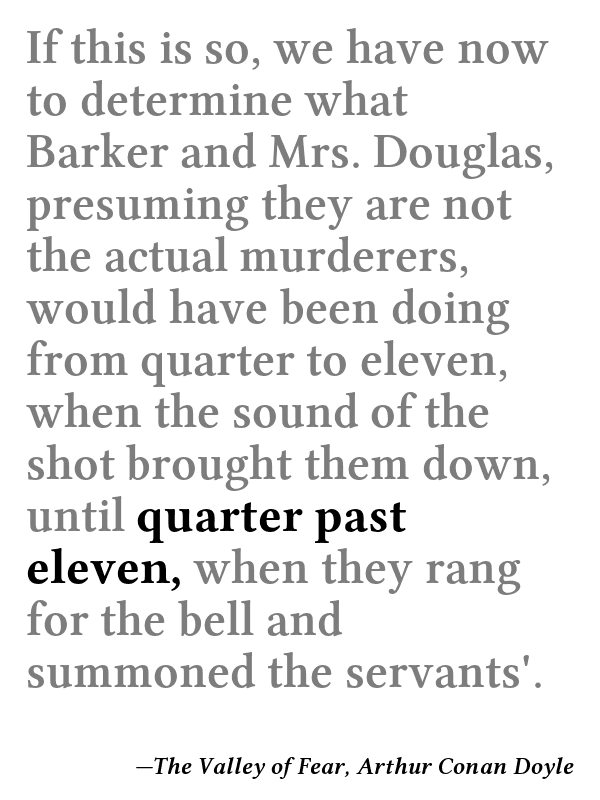 If this is so, we have now
to determine what
Barker and Mrs. Douglas,
presuming they are not
the actual murderers,
would have been doing
from quarter to eleven,
when the sound of the
shot brought them down,
until quarter past
eleven, when they rang
for the bell and
summoned the servants'.
—The Valley of Fear, Arthur Conan Doyle